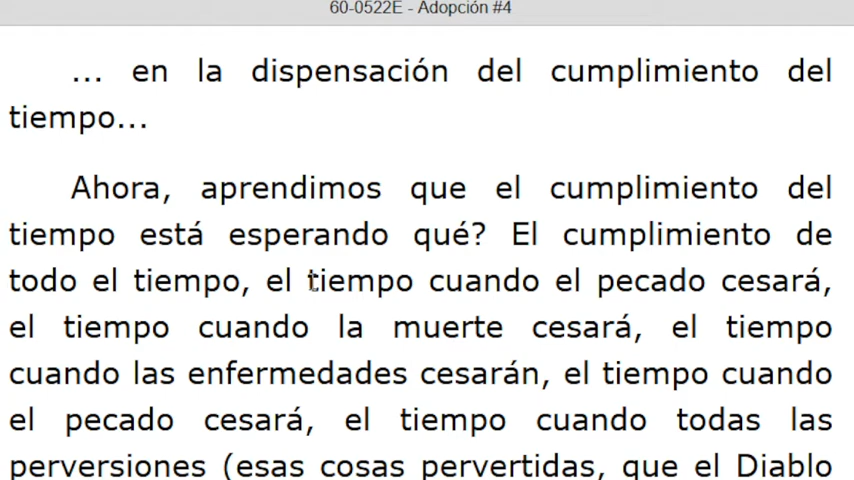 60-0522E - Adopción #4
... en la dispensación del cumplimiento del
tiempo...
Ahora, aprendimos que el cumplimiento del
tiempo está esperando qué? El cumplimiento de
todo el tiempo, el tiempo cuando el pecado cesará,
el tiempo cuando la muerte cesará, el tiempo
cuando las enfermedades cesarán, el tiempo cuando
el pecado cesará, el tiempo cuando todas las
perversiones (esas cosas pervertidas, que el Diablo